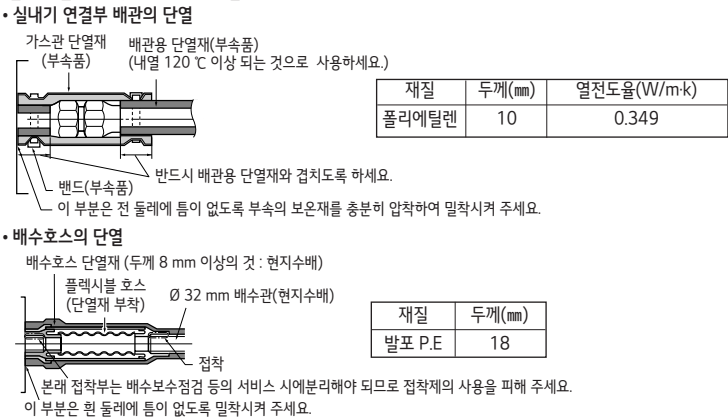 • 실내기 연결부 배관의 단열
가스관 단열재
(부속품)
배관용 단열재(부속품)
(내열 120 ℃ 이상 되는 것으로 사용하세요.)
재질 두께(㎜) 열전도율(W/m·k)
폴리에틸렌 10 0.349
반드시 배관용 단열재와 겹치도록 하세요.
밴드(부속품)
이 부분은 전 둘레에 틈이 없도록 부속의 보온재를 충분히 압착하여 밀착시켜 주세요.
• 배수호스의 단열
배수호스 단열재 (두께 8 mm 이상의 것 : 현지수배)
플렉시블 호스
(단열재 부착)
Ø 32 mm 배수관(현지수배)
재질 두께(㎜)
발포 P.E 18
접착
본래 접착부는 배수보수점검 등의 서비스 시에분리해야 되므로 접착제의 사용을 피해 주세요.
이 부분은 흰 둘레에 틈이 없도록 밀착시켜 주세요.